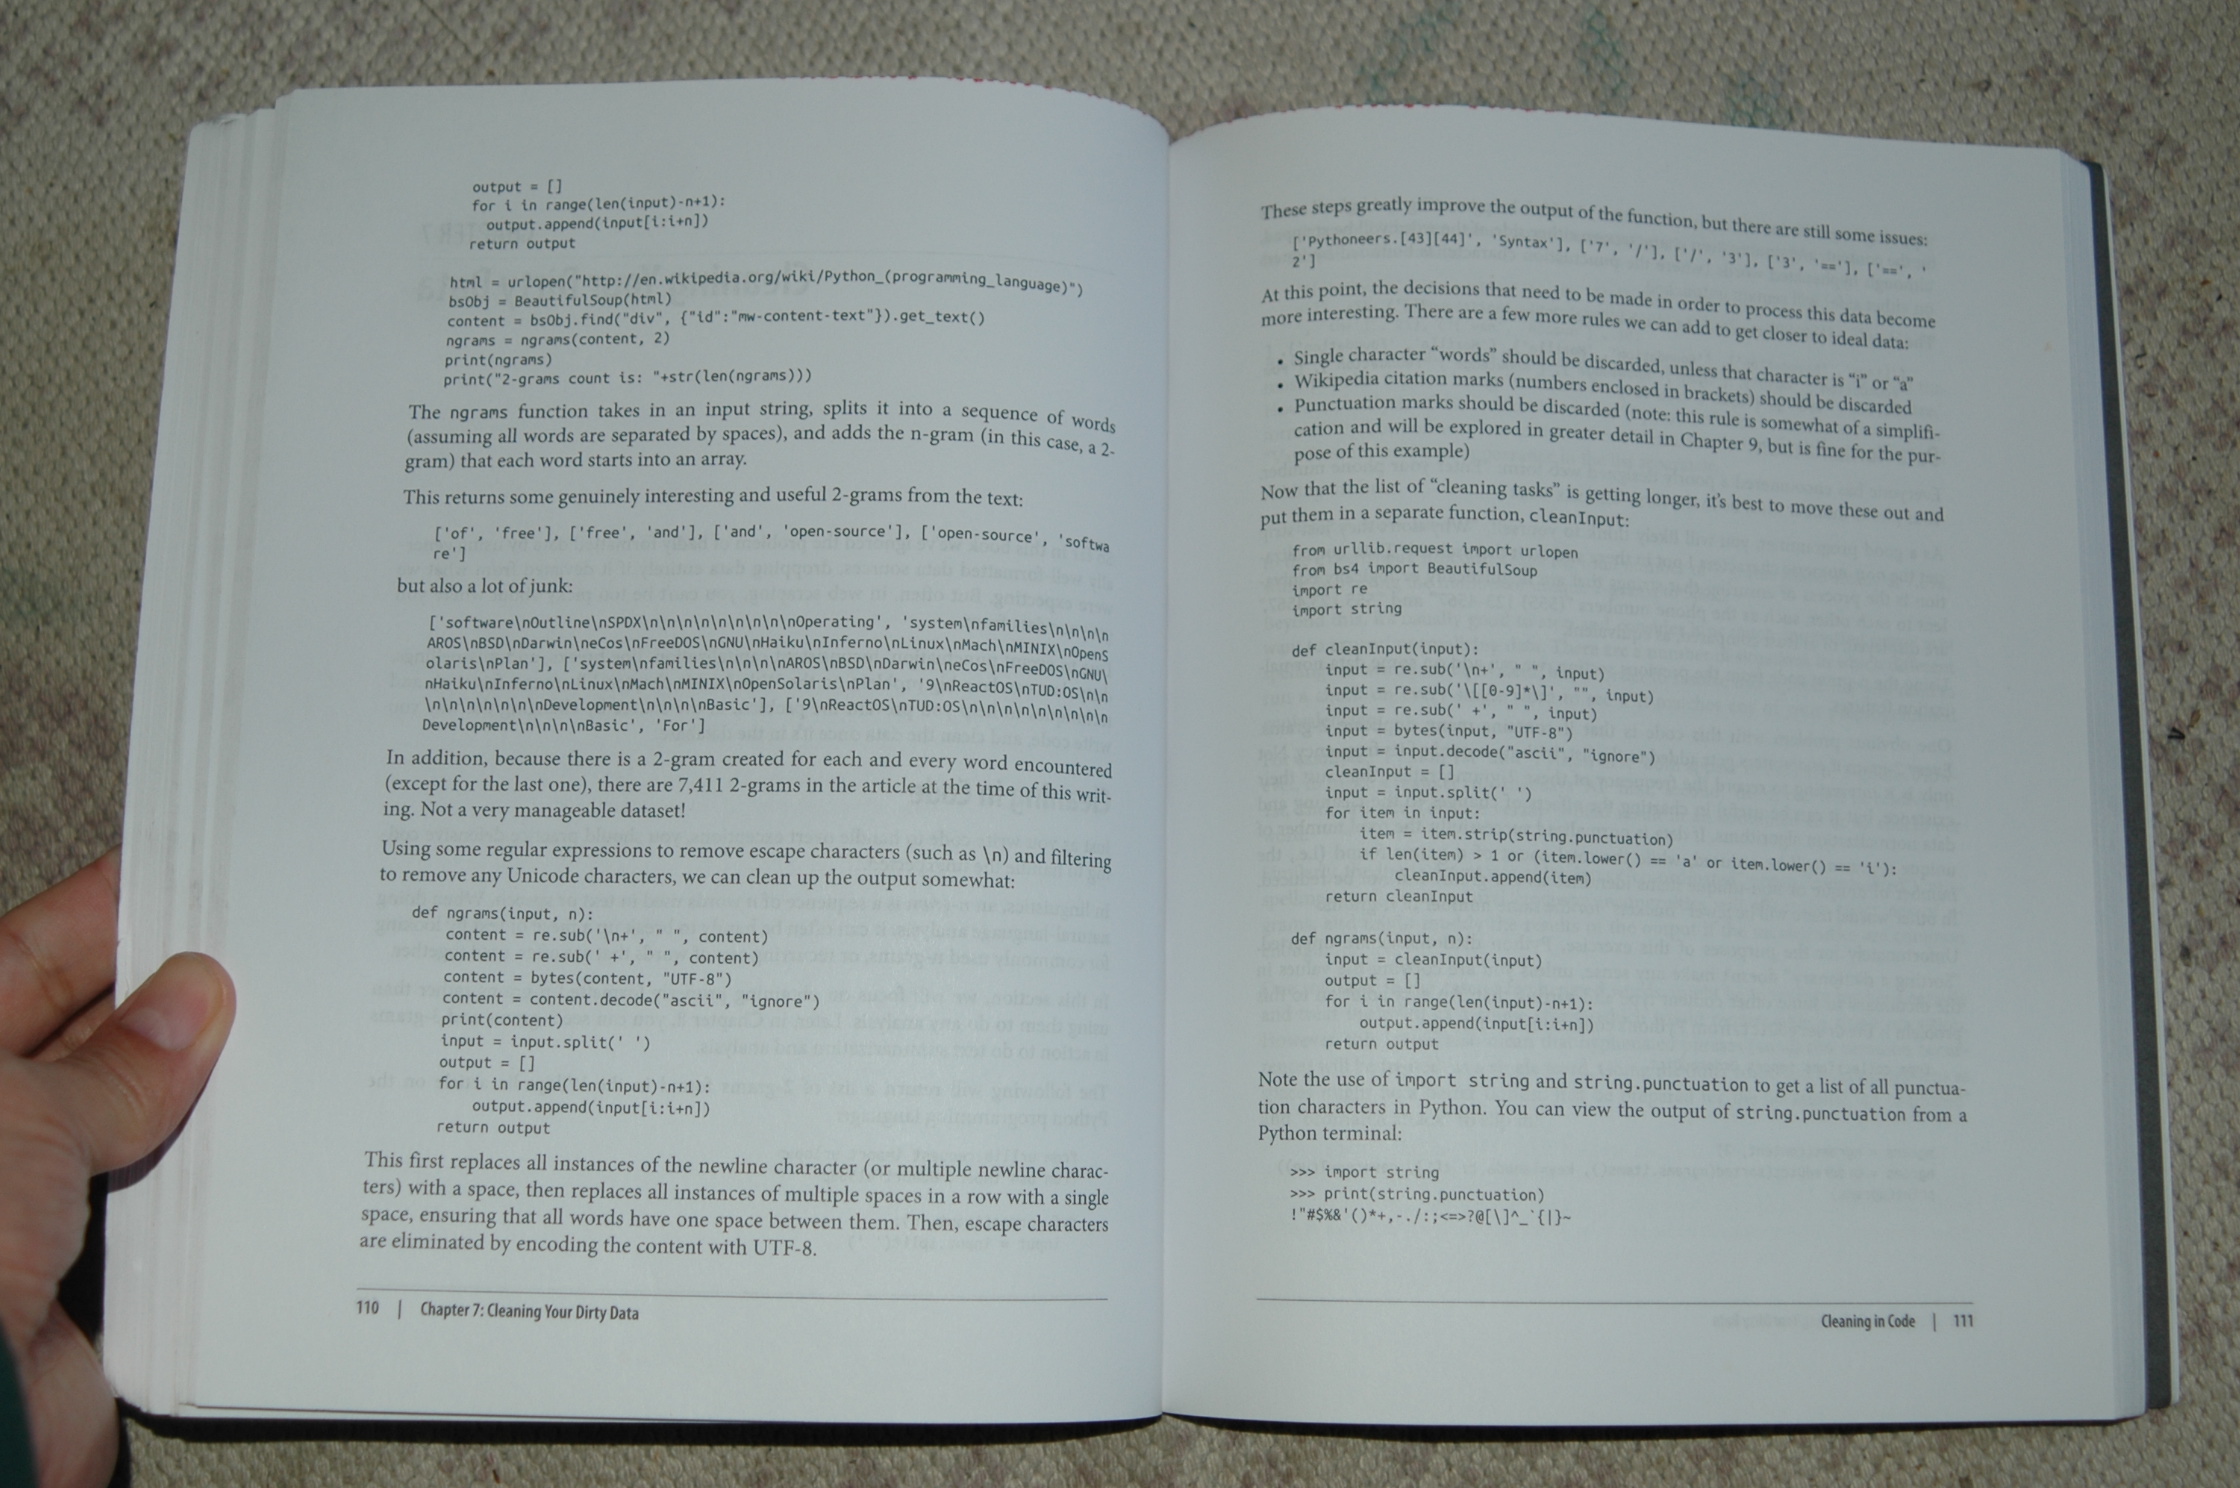 output = []
for i in range(len(input)-n+1):
output.append(input[i:i+n])
return output
html = urlopen("http://en.wikipedia.org/wiki/Python_(programming_language)")
bsObj = BeautifulSoup(html)
content = bsObj.find("div", {"id":"mw-content-text"}).get_text()
ngrams = ngrams(content, 2)
print(ngrams)
print("2-grams count is: "+str(len(ngrams)))
The ngrams function takes in an input string, splits it into a sequence of words
(assuming all words are separated by spaces), and adds the n-gram (in this case, a 2-
gram) that each word starts into an array.
This returns some genuinely interesting and useful 2-grams from the text:
['of', 'free'], ['free', 'and'], ['and', 'open-source'], ['open-source', 'softwa
re']
but also a lot of junk:
['software\nOutline\nSPDX\n\n\n\n\n\n\n\n\nOperating', 'system\nfamilies\n\n\n\n
AROS\nBSD\nDarwin\neCos\nFreeDOS\nGNU\nHaiku\nInferno\nLinux\nMach\nMINIX\nOpenS
olaris\nPlan'], ['system\nfamilies\n\n\n\nAROS\nBSD\nDarwin\neCos\nFreeDOS\nGNU\
nHaiku\nInferno\nLinux\nMach\nMINIX\nOpenSolaris\nPlan', '9\nReactOS\nTUD:OS\n\n
\n\n\n\n\n\n\nDevelopment\n\n\n\nBasic'], ['9\nReactOS\nTUD:OS\n\n\n\n\n\n\n\n\n
Development\n\n\n\nBasic', 'For']
In addition, because there is a 2-gram created for each and every word encountered
(except for the last one), there are 7,411 2-grams in the article at the time of this writ-
ing. Not a very manageable dataset!
Using some regular expressions to remove escape characters (such as \n) and filtering
to remove any Unicode characters, we can clean up the output somewhat:
def ngrams(input, n):
content = re.sub('\n+', " ", content)
content = re.sub(' +', " ", content)
content = bytes(content, "UTF-8")
content = content.decode("ascii", "ignore")
print(content)
input = input.split(' ')
output = []
for i in range(len(input)-n+1):
output.append(input[i:i+n])
return output
This first replaces all instances of the newline character (or multiple newline charac-
ters) with a space, then replaces all instances of multiple spaces in a row with a single
space, ensuring that all words have one space between them. Then, escape characters
are eliminated by encoding the content with UTF-8.
110 | Chapter 7: Cleaning Your Dirty Data
These steps greatly improve the output of the function, but there are still some issues:
['Pythoneers.[43][44]', 'Syntax'], ['7', '/'], ['/', '3'], ['3', '=='], ['==', '
2']
At this point, the decisions that need to be made in order to process this data become
more interesting. There are a few more rules we can add to get closer to ideal data:
• Single character “words” should be discarded, unless that character is “i” or “a”
• Wikipedia citation marks (numbers enclosed in brackets) should be discarded
• Punctuation marks should be discarded (note: this rule is somewhat of a simplifi-
cation and will be explored in greater detail in Chapter 9, but is fine for the pur-
pose of this example)
Now that the list of “cleaning tasks” is getting longer, it's best to move these out and
put them in a separate function, cleanInput:
from urllib.request import urlopen
from bs4 import BeautifulSoup
import re
import string
def cleanInput(input):
input = re.sub('\n+', " ", input)
input = re.sub('\[[0-9]*\]', "", input)
input = re.sub(' +', " ", input)
input = bytes(input, "UTF-8")
input = input.decode("ascii", "ignore")
cleanInput = []
input = input.split(' ')
for item in input:
item = item.strip(string.punctuation)
if len(item) > 1 or (item.lower() == 'a' or item.lower() == 'i'):
cleanInput.append(item)
return cleanInput
def ngrams(input, n):
input = cleanInput(input)
output = []
for i in range(len(input)-n+1):
output.append(input[i:i+n])
return output
Note the use of import string and string.punctuation to get a list of all punctua-
tion characters in Python. You can view the output of string.punctuation from a
Python terminal:
>>> import string
>>> print(string.punctuation)
!"#$%&'()*+,-./:;<=>?@[\]^_`{|}~
Cleaning in Code | 111